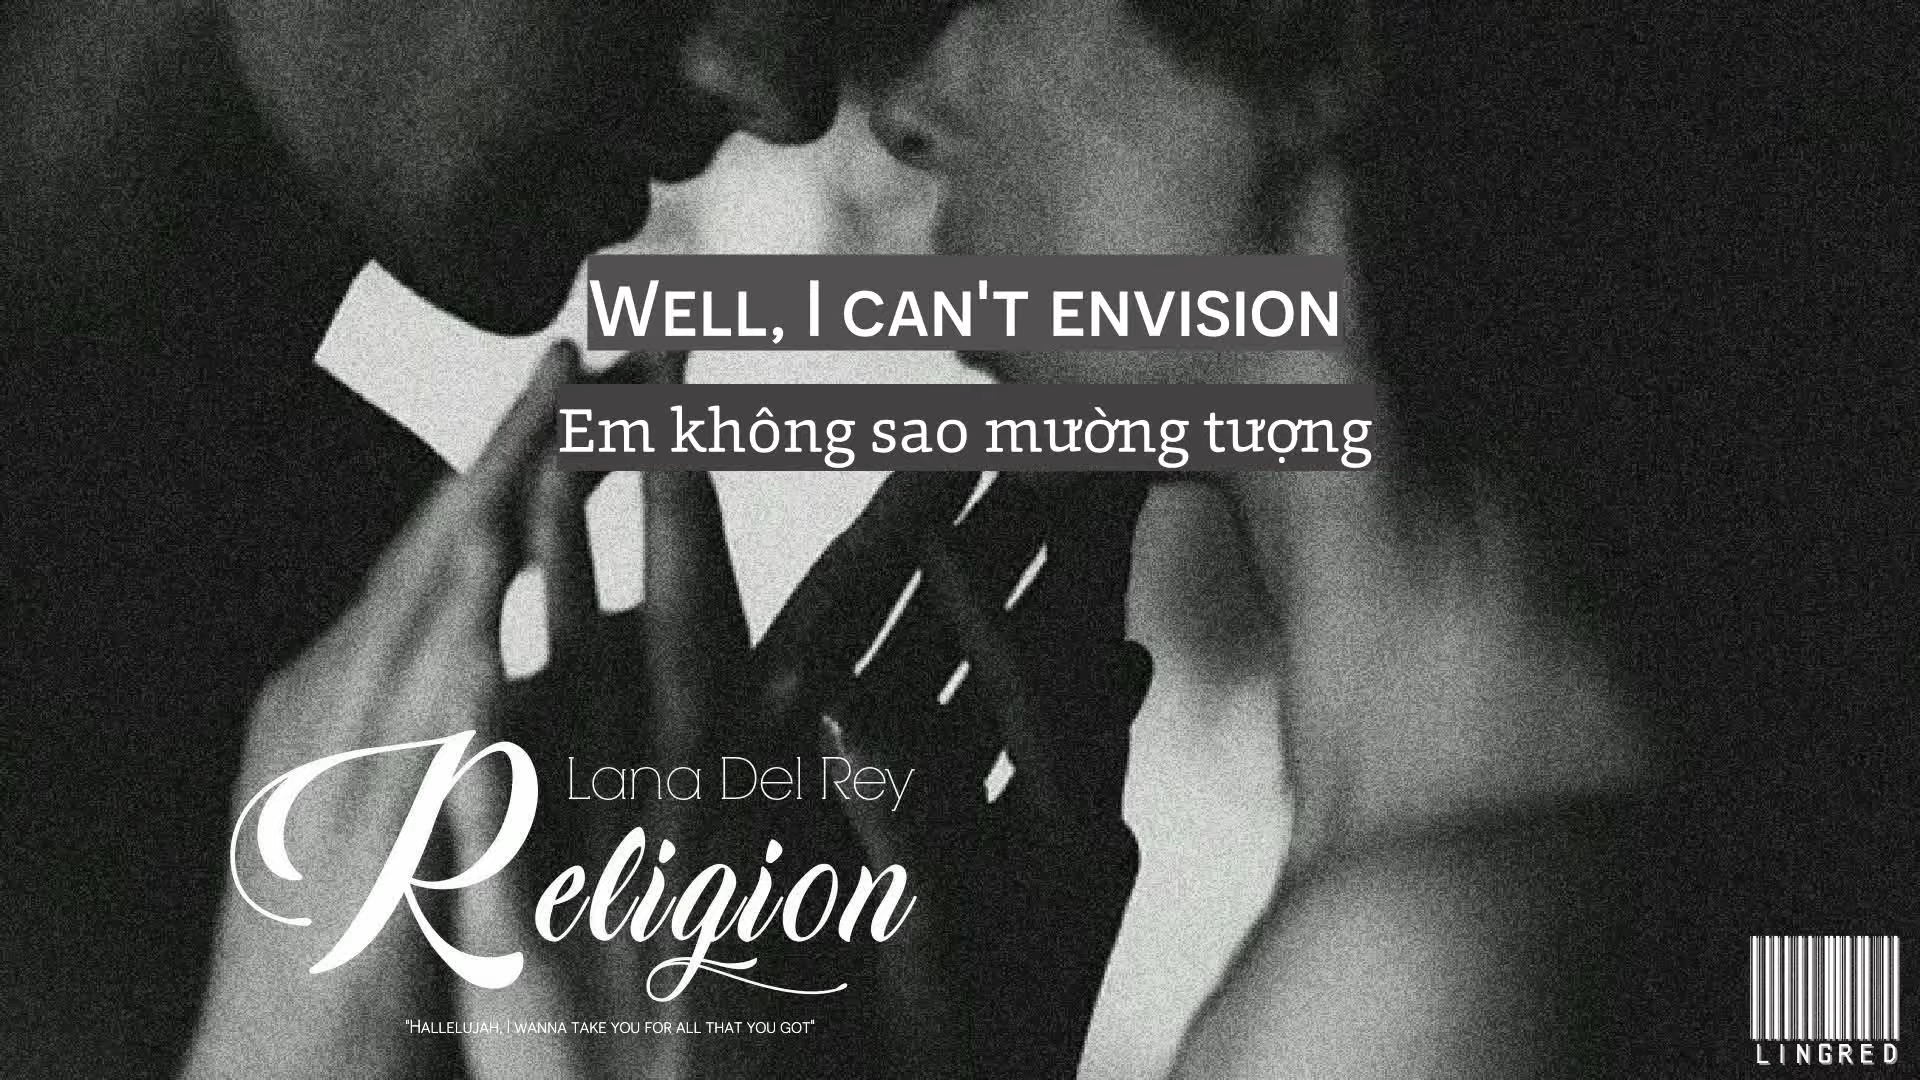 WELL, I CAN'T ENVISION
Em không sao mường tượng
Lana Del Rey
Religion
"HALLELUJAH, I WANNA TAKE YOU FOR ALL THAT YOU GOT"
LINGRED